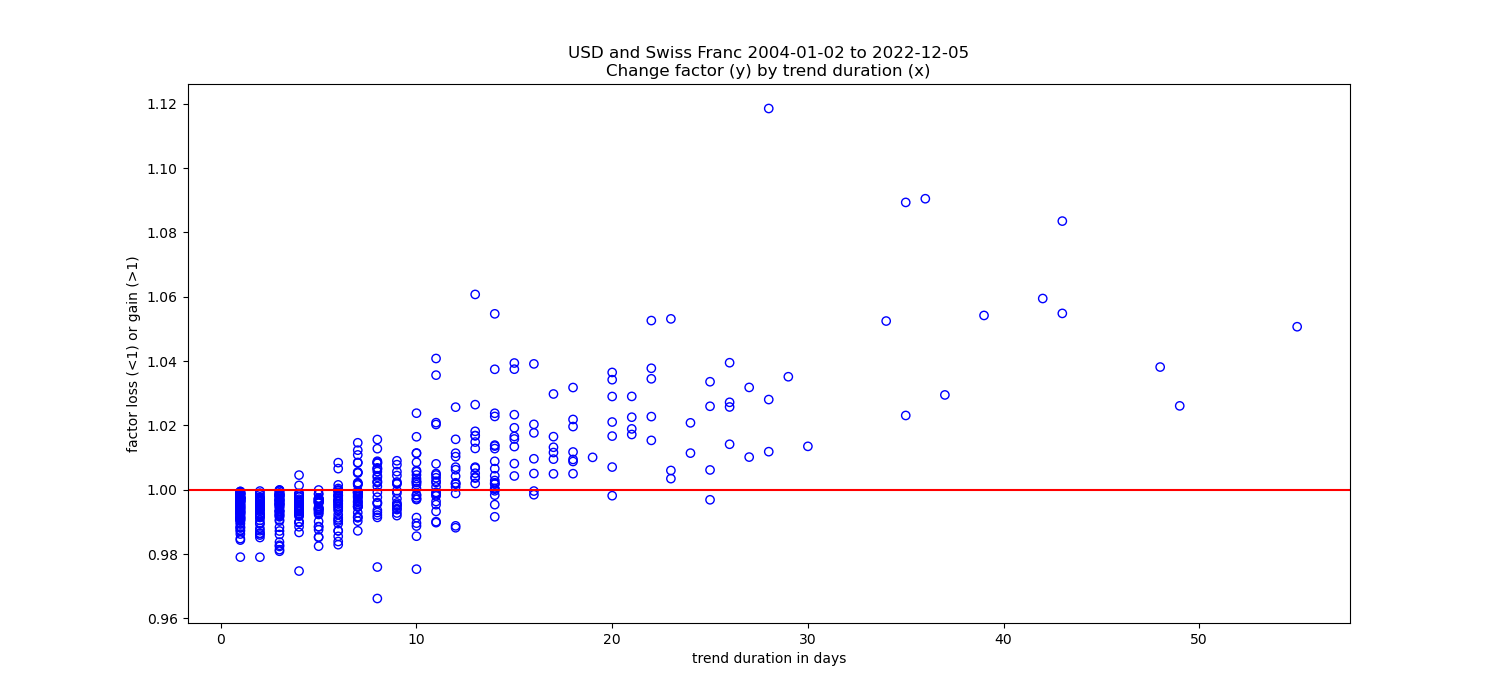 USD and Swiss Franc 2004-01-02 to 2022-12-05
Change factor (y) by trend duration (x)
factor loss (<1) or gain (>1)
1.12
1.10
1.08
1.06
1.04
1.02
1.00
0.98
0.96
0 10 20 30 40 50
trend duration in days